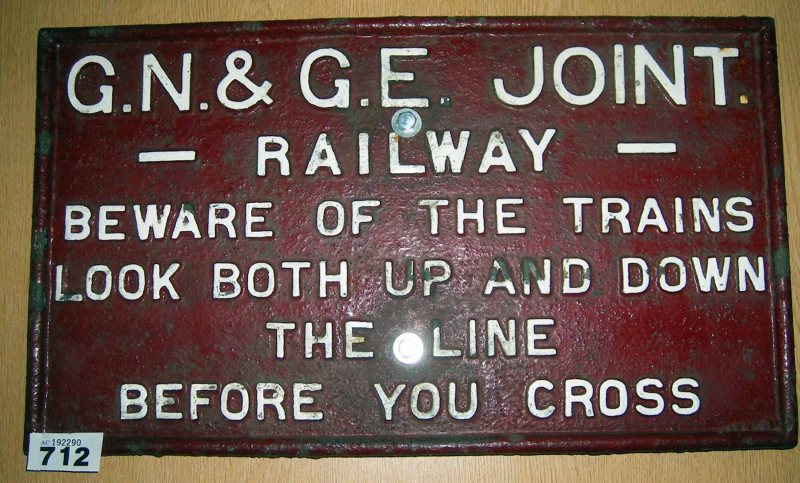 G.N.& G.E. JOINT.
— RAILWAY —
BEWARE OF THE TRAINS
LOOK BOTH UP AND DOWN
THE LINE
BEFORE YOU CROSS
AC 192290
712